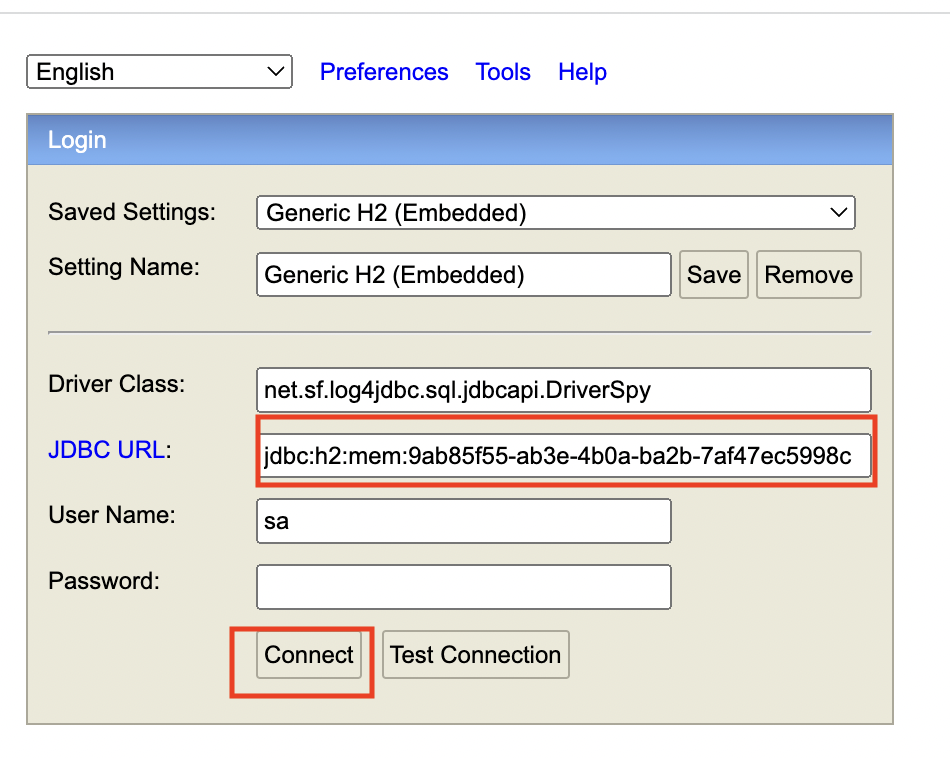 English Preferences Tools Help
Login
Saved Settings: Generic H2 (Embedded)
Setting Name: Generic H2 (Embedded) Save Remove
Driver Class: net.sf.log4jdbc.sql.jdbcapi.DriverSpy
JDBC URL: jdbc:h2:mem:9ab85f55-ab3e-4b0a-ba2b-7af47ec5998c
User Name: sa
Password:
Connect Test Connection